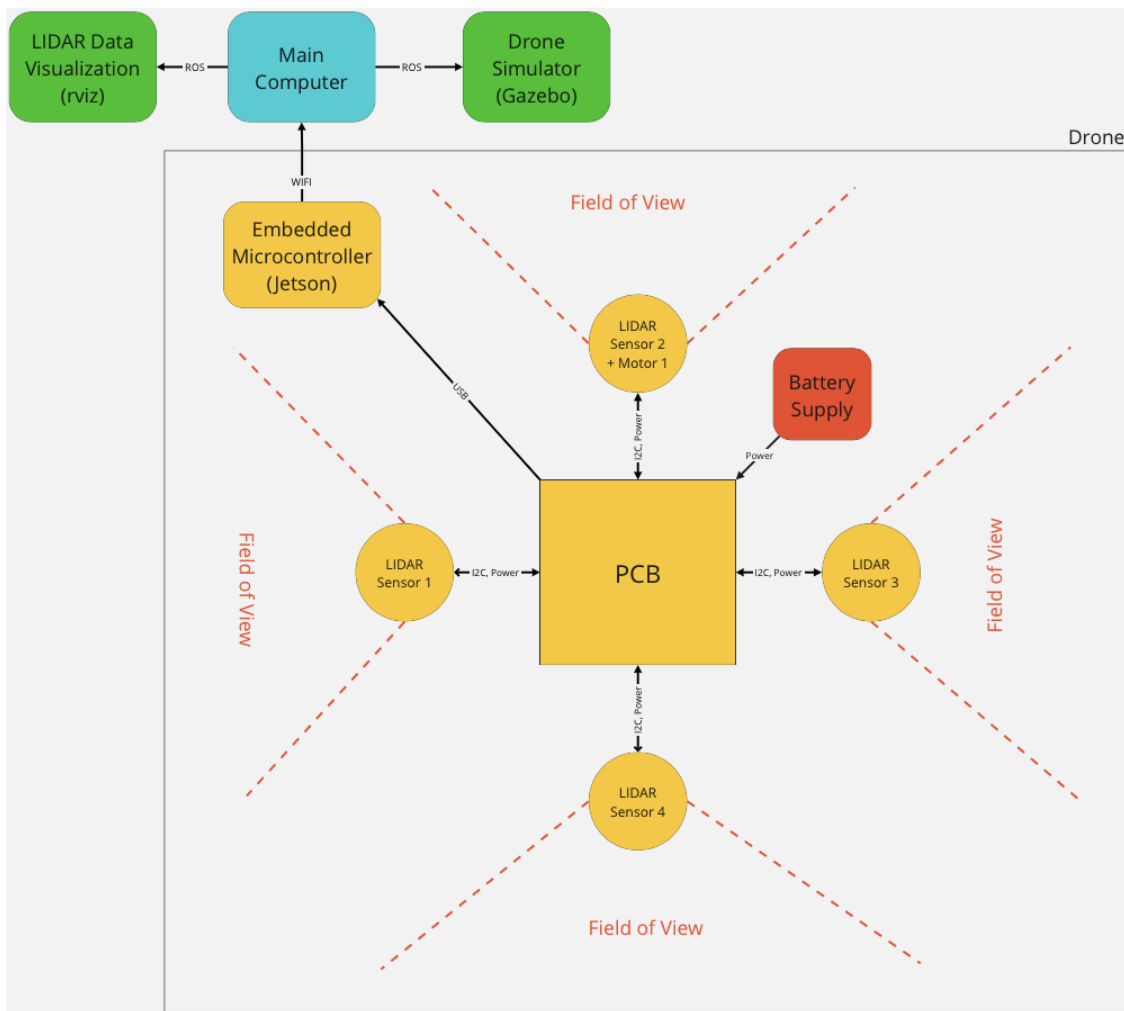 LIDAR Data
Visualization
(rviz)
ROS
Main
Computer
ROS
Drone
Simulator
(Gazebo)
Drone
WIFI
Embedded
Microcontroller
(Jetson)
Field of View
LIDAR
Sensor 2
+ Motor 1
Battery
Supply
USB
I2C, Power
Power
Field of View
LIDAR
Sensor 1
I2C, Power
PCB
I2C, Power
LIDAR
Sensor 3
Field of View
I2C, Power
LIDAR
Sensor 4
Field of View